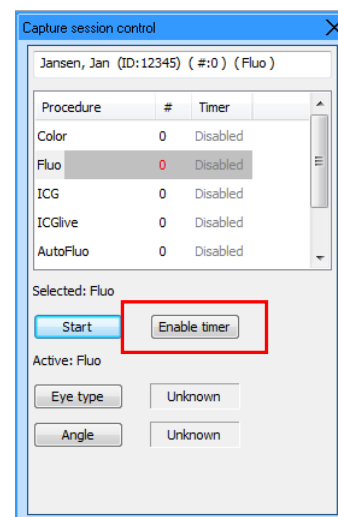 Capture session control
Jansen, Jan (ID:12345) ( #:0 ) ( Fluo )
Procedure # Timer
Color 0 Disabled
Fluo 0 Disabled
ICG 0 Disabled
ICGlive 0 Disabled
AutoFluo 0 Disabled
Selected: Fluo
Start Enable timer
Active: Fluo
Eye type Unknown
Angle Unknown